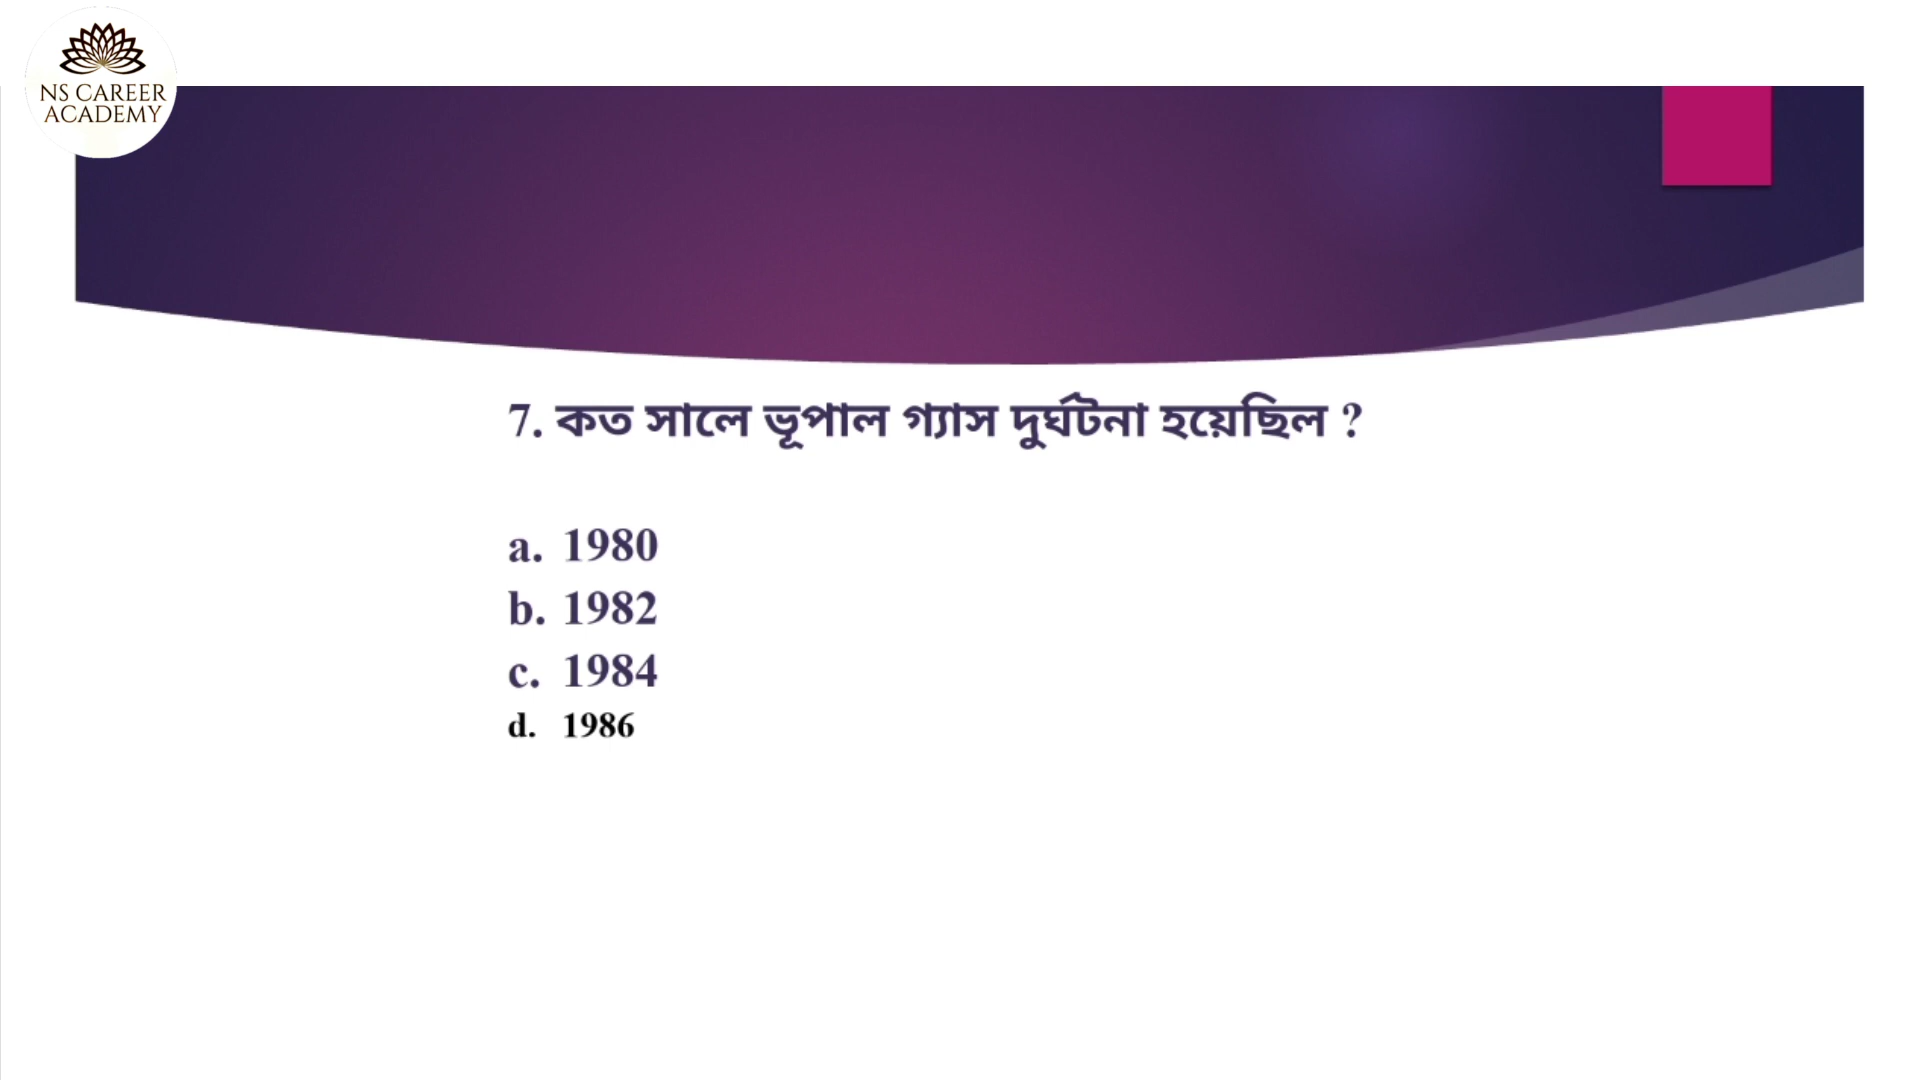 NS CAREER
ACADEMY
7. কত সালে ভূপাল গ্যাস দুর্ঘটনা হয়েছিল ?
a. 1980
b. 1982
c. 1984
d. 1986